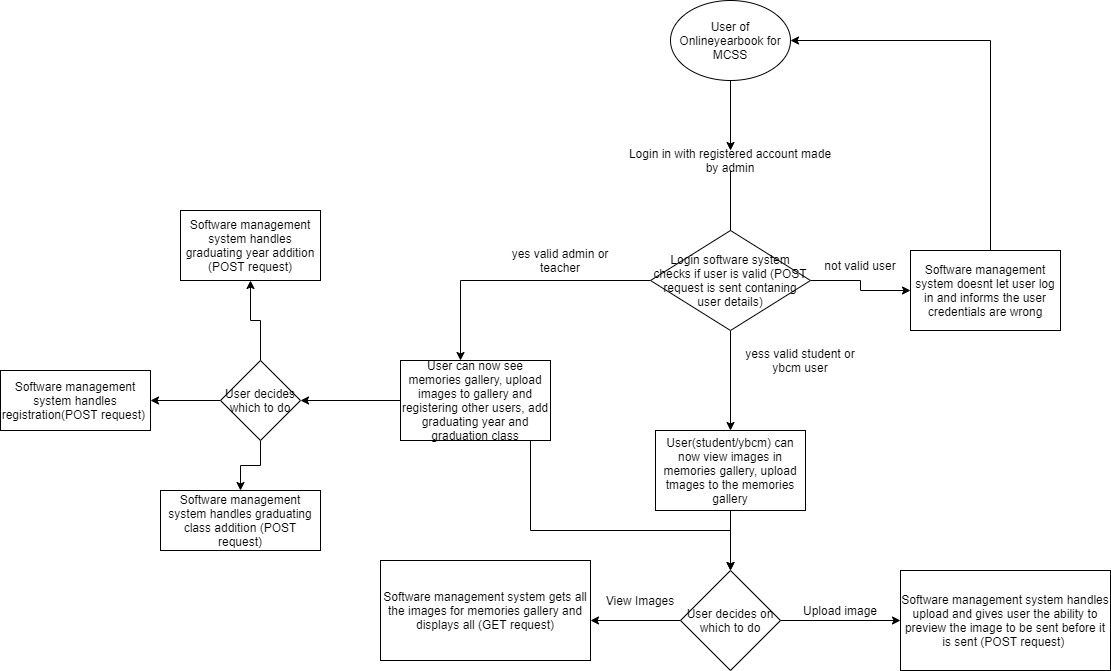 User of
Onlineyearbook for
MCSS
Login in with registered account made
by admin
Login software system
checks if user is valid (POST
request is sent contaning
user details)
yes valid admin or
teacher
not valid user
Software management
system doesnt let user log
in and informs the user
credentials are wrong
yess valid student or
ybcm user
Software management
system handles
graduating year addition
(POST request)
User can now see
memories gallery, upload
images to gallery and
registering other users, add
graduating year and
graduation class
User decides
which to do
Software management
system handles
registration(POST request)
Software management
system handles graduating
class addition (POST
request)
User(student/ybcm) can
now view images in
memories gallery, upload
tmages to the memories
gallery
User decides on
which to do
View Images
Software management system gets all
the images for memories gallery and
displays all (GET request)
Upload image
Software management system handles
upload and gives user the ability to
preview the image to be sent before it
is sent (POST request)